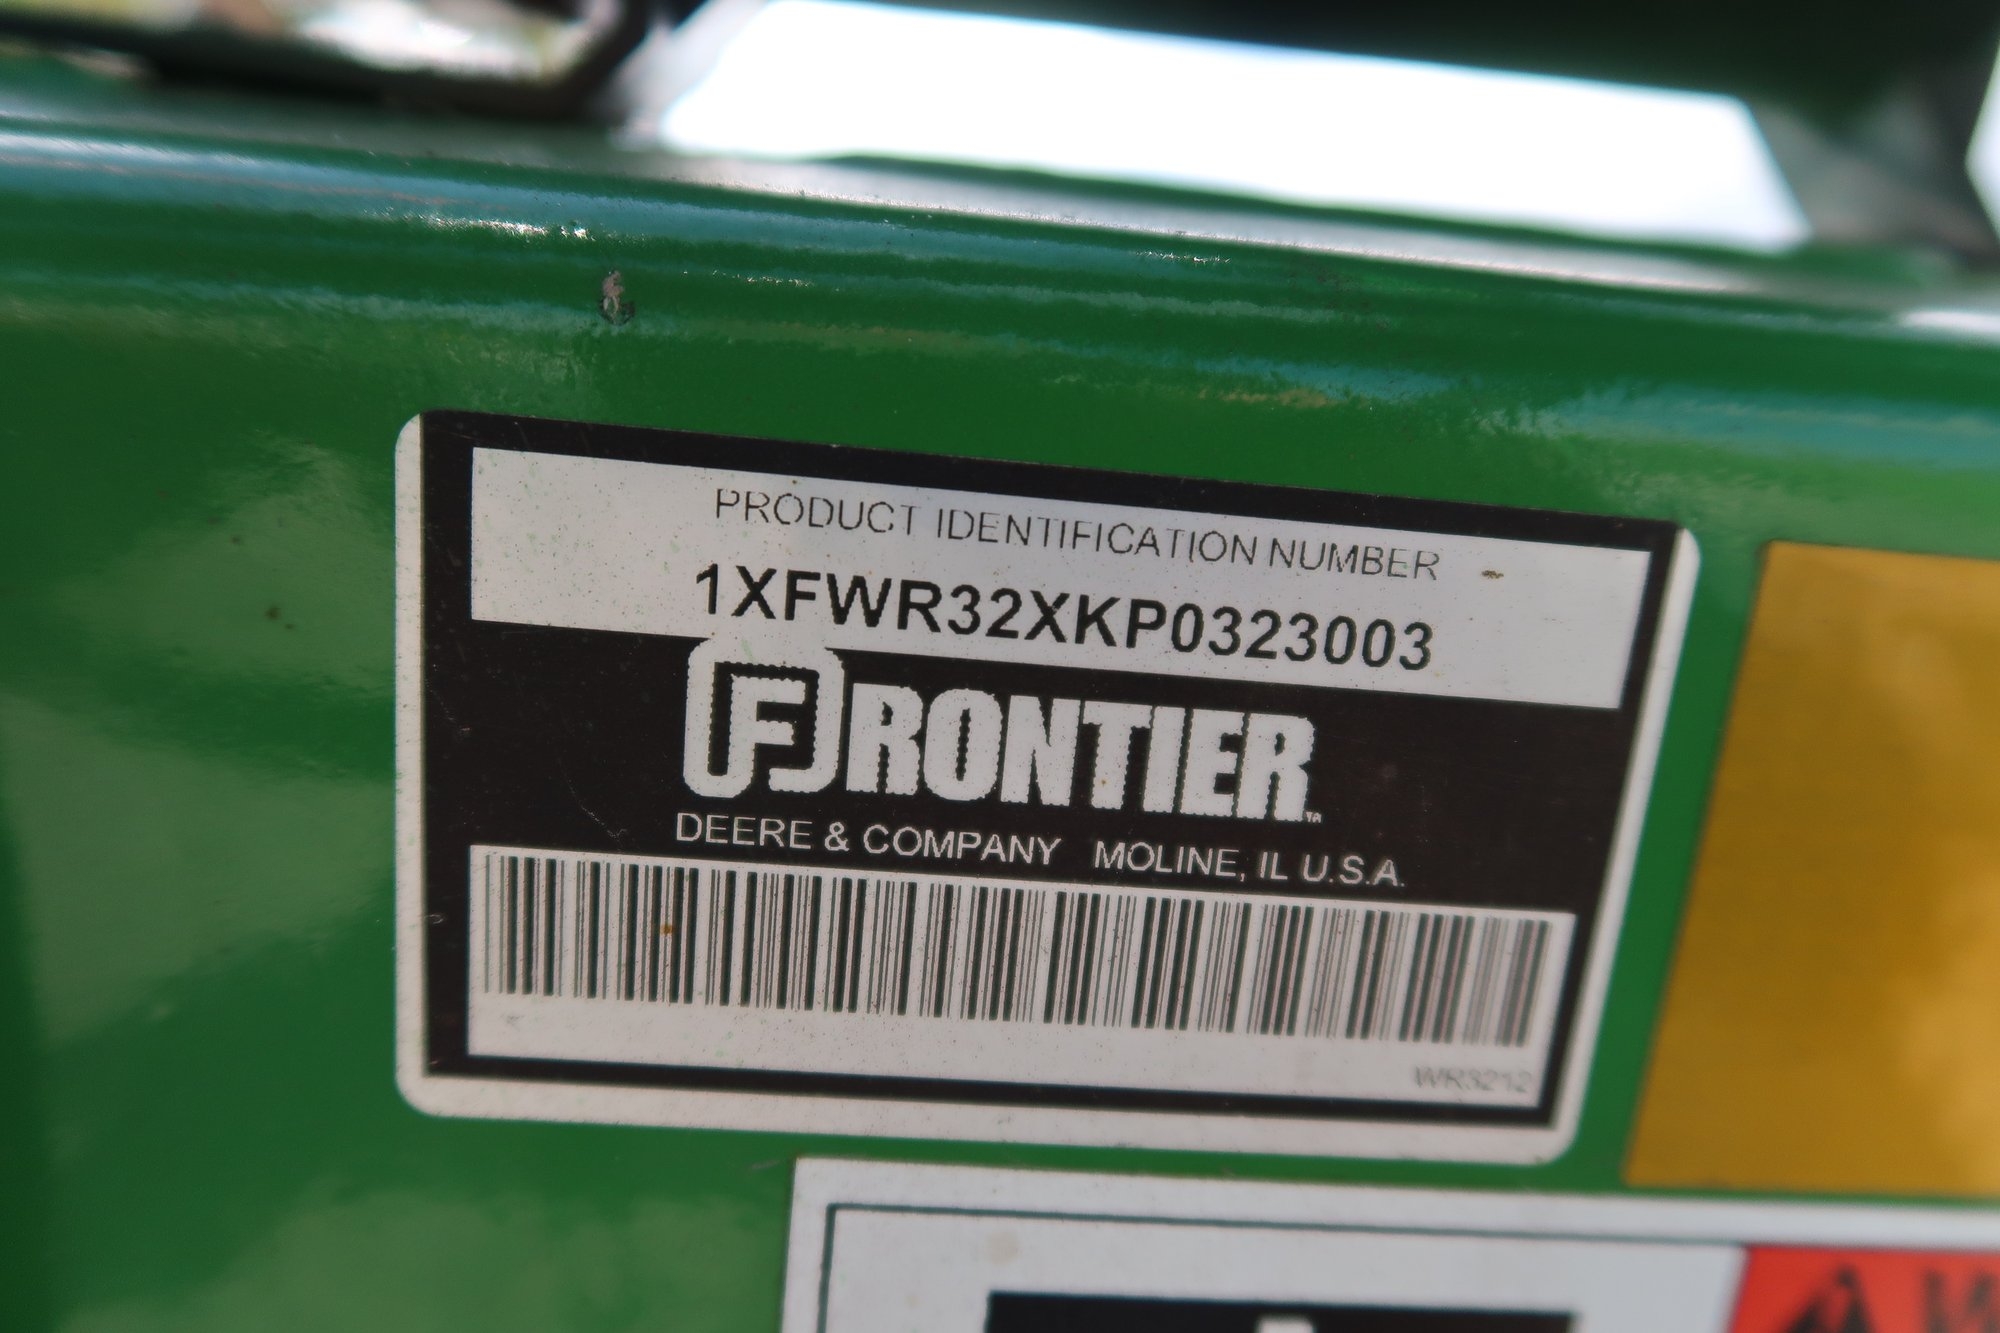 PRODUCT IDENTIFICATION NUMBER
1XFWR32XKP0323003
FRONTIER
DEERE & COMPANY MOLINE, IL U.S.A.
WR3212